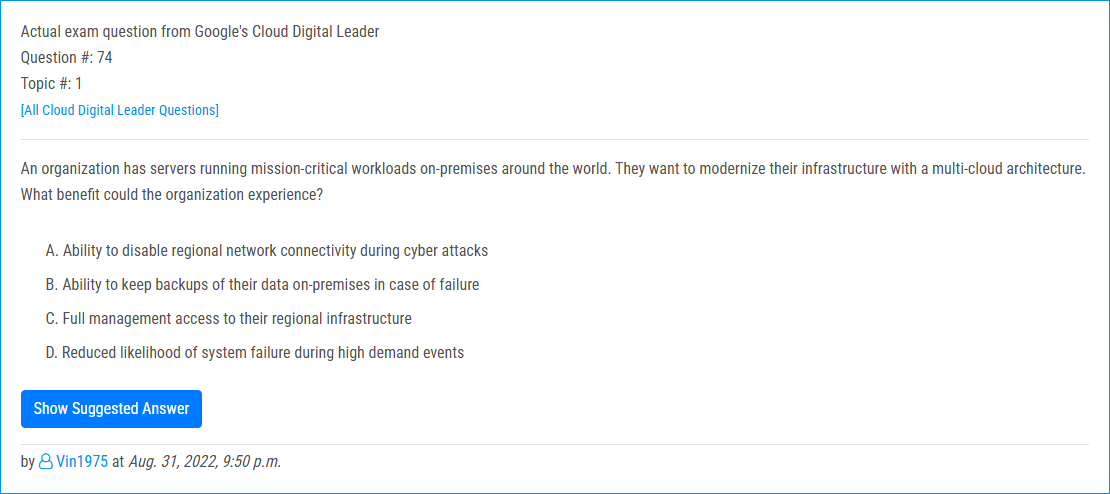 Actual exam question from Google's Cloud Digital Leader
Question #: 74
Topic #: 1
[All Cloud Digital Leader Questions]
An organization has servers running mission-critical workloads on-premises around the world. They want to modernize their infrastructure with a multi-cloud architecture.
What benefit could the organization experience?
A. Ability to disable regional network connectivity during cyber attacks
B. Ability to keep backups of their data on-premises in case of failure
C. Full management access to their regional infrastructure
D. Reduced likelihood of system failure during high demand events
Show Suggested Answer
by Vin1975 at Aug. 31, 2022, 9:50 p.m.